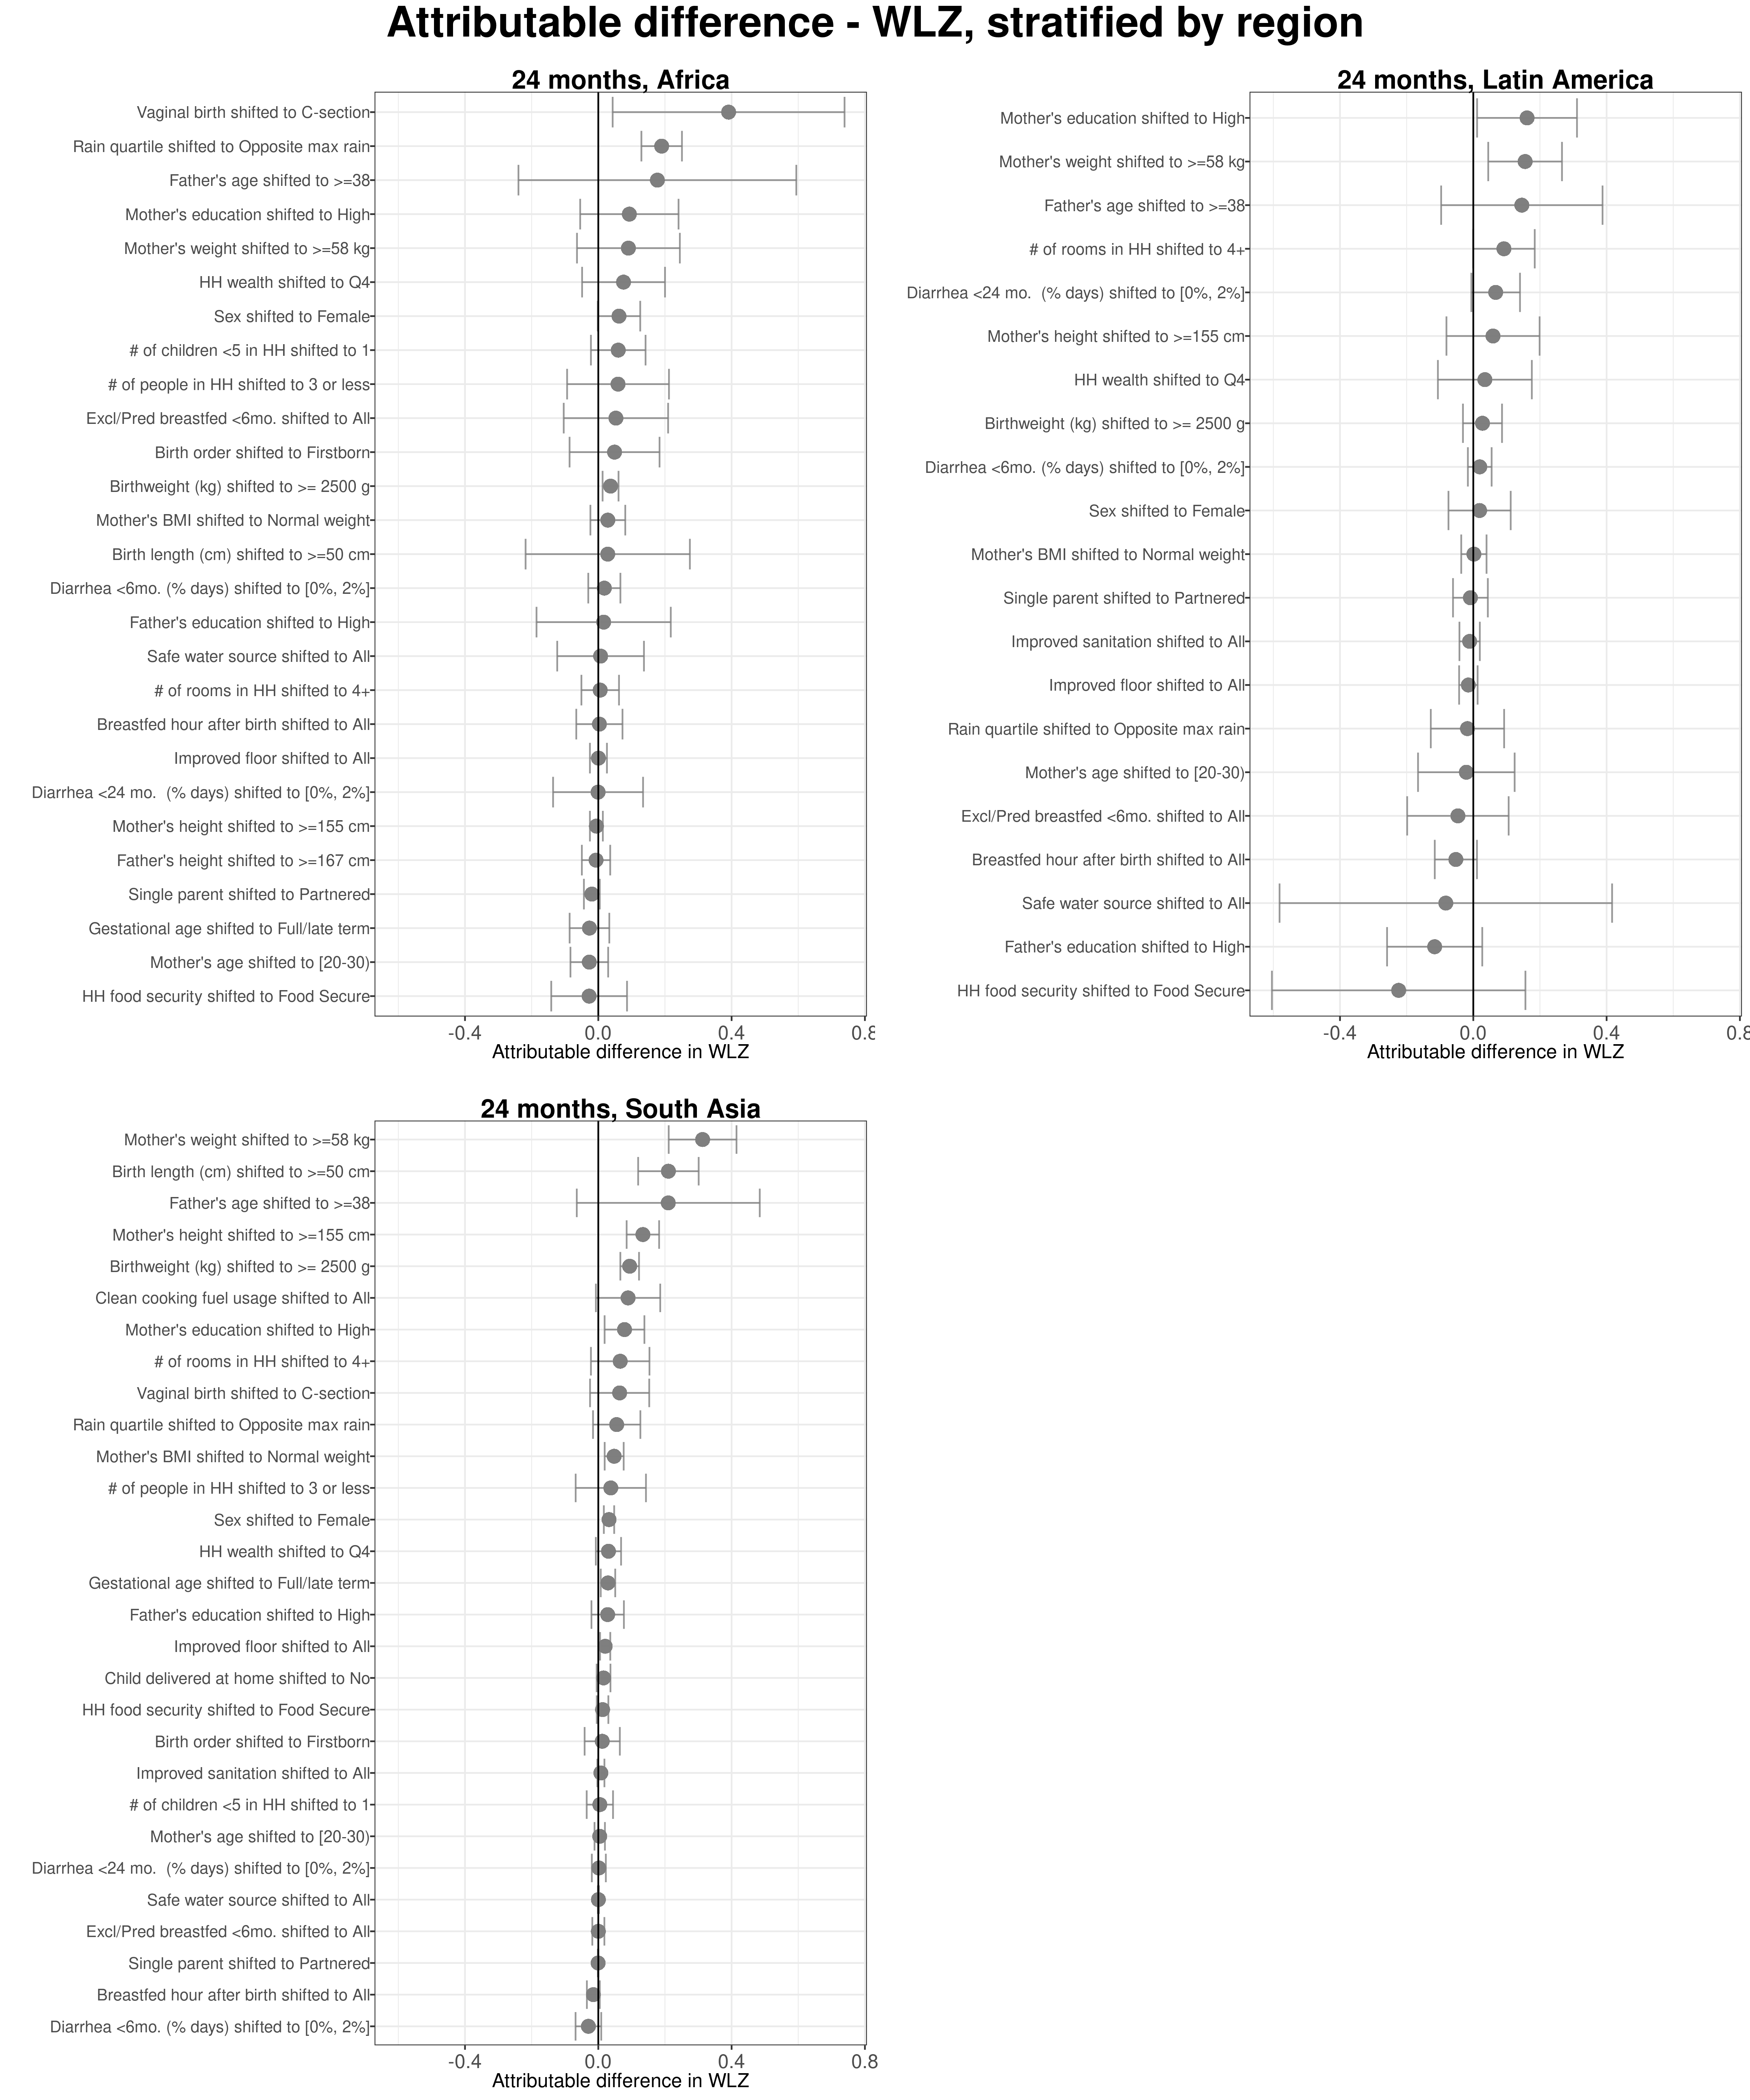 Attributable difference - WLZ, stratified by region
24 months, Africa
Vaginal birth shifted to C-section
Rain quartile shifted to Opposite max rain
Father's age shifted to >=38
Mother's education shifted to High
Mother's weight shifted to >=58 kg
HH wealth shifted to Q4
Sex shifted to Female
# of children <5 in HH shifted to 1
# of people in HH shifted to 3 or less
Excl/Pred breastfed <6mo. shifted to All
Birth order shifted to Firstborn
Birthweight (kg) shifted to >= 2500 g
Mother's BMI shifted to Normal weight
Birth length (cm) shifted to >=50 cm
Diarrhea <6mo. (% days) shifted to [0%, 2%]
Father's education shifted to High
Safe water source shifted to All
# of rooms in HH shifted to 4+
Breastfed hour after birth shifted to All
Improved floor shifted to All
Diarrhea <24 mo.  (% days) shifted to [0%, 2%]
Mother's height shifted to >=155 cm
Father's height shifted to >=167 cm
Single parent shifted to Partnered
Gestational age shifted to Full/late term
Mother's age shifted to [20-30)
HH food security shifted to Food Secure
-0.4 0.0 0.4 0.8
Attributable difference in WLZ
24 months, Latin America
Mother's education shifted to High
Mother's weight shifted to >=58 kg
Father's age shifted to >=38
# of rooms in HH shifted to 4+
Diarrhea <24 mo.  (% days) shifted to [0%, 2%]
Mother's height shifted to >=155 cm
HH wealth shifted to Q4
Birthweight (kg) shifted to >= 2500 g
Diarrhea <6mo. (% days) shifted to [0%, 2%]
Sex shifted to Female
Mother's BMI shifted to Normal weight
Single parent shifted to Partnered
Improved sanitation shifted to All
Improved floor shifted to All
Rain quartile shifted to Opposite max rain
Mother's age shifted to [20-30)
Excl/Pred breastfed <6mo. shifted to All
Breastfed hour after birth shifted to All
Safe water source shifted to All
Father's education shifted to High
HH food security shifted to Food Secure
-0.4 0.0 0.4 0.8
Attributable difference in WLZ
24 months, South Asia
Mother's weight shifted to >=58 kg
Birth length (cm) shifted to >=50 cm
Father's age shifted to >=38
Mother's height shifted to >=155 cm
Birthweight (kg) shifted to >= 2500 g
Clean cooking fuel usage shifted to All
Mother's education shifted to High
# of rooms in HH shifted to 4+
Vaginal birth shifted to C-section
Rain quartile shifted to Opposite max rain
Mother's BMI shifted to Normal weight
# of people in HH shifted to 3 or less
Sex shifted to Female
HH wealth shifted to Q4
Gestational age shifted to Full/late term
Father's education shifted to High
Improved floor shifted to All
Child delivered at home shifted to No
HH food security shifted to Food Secure
Birth order shifted to Firstborn
Improved sanitation shifted to All
# of children <5 in HH shifted to 1
Mother's age shifted to [20-30)
Diarrhea <24 mo.  (% days) shifted to [0%, 2%]
Safe water source shifted to All
Excl/Pred breastfed <6mo. shifted to All
Single parent shifted to Partnered
Breastfed hour after birth shifted to All
Diarrhea <6mo. (% days) shifted to [0%, 2%]
-0.4 0.0 0.4 0.8
Attributable difference in WLZ